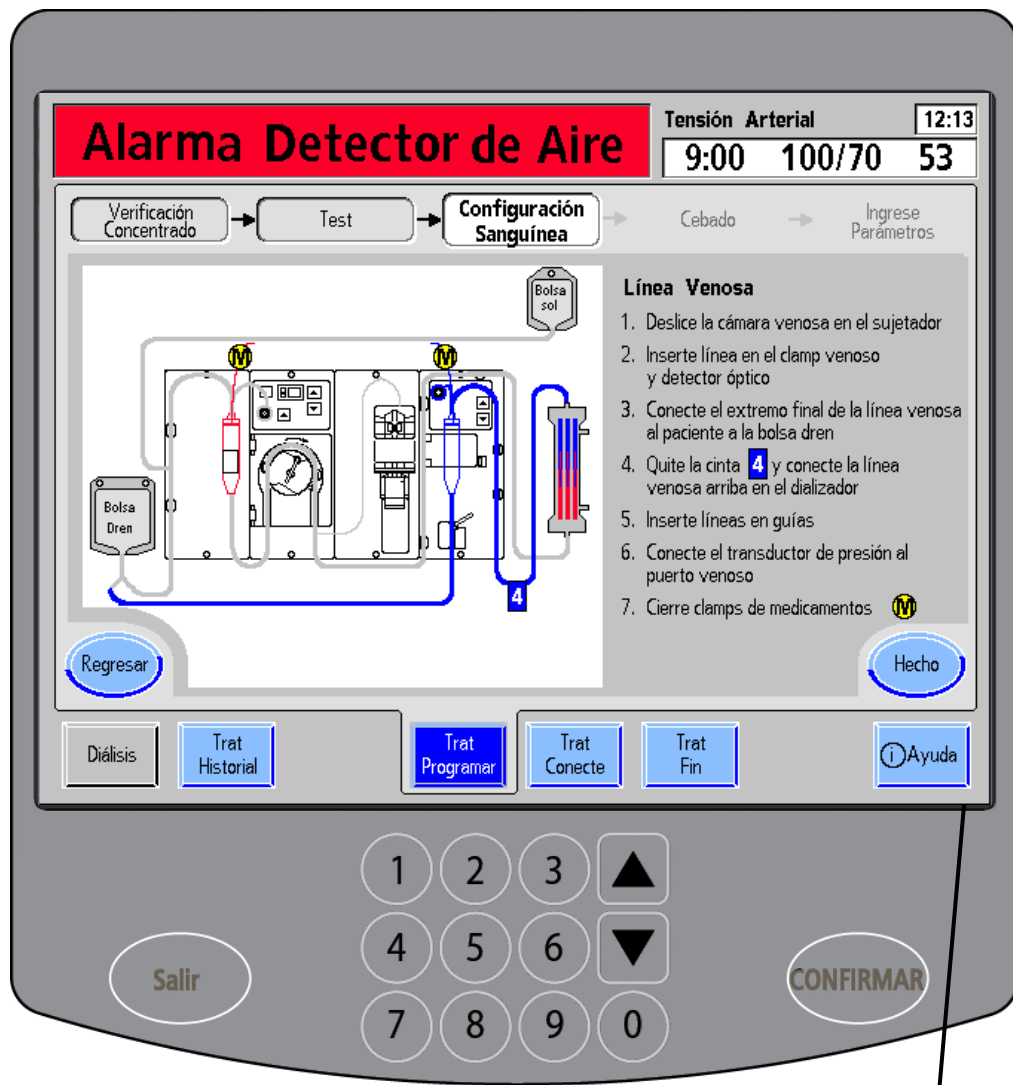 Alarma Detector de Aire
Tensión Arterial
12:13
9:00 100/70 53
Verificación
Concentrado
Test
Configuración
Sanguínea
Cebado
Ingrese
Parámetros
Bolsa
sol
M
M
Bolsa
Dren
4
Línea Venosa
1. Deslice la cámara venosa en el sujetador
2. Inserte línea en el clamp venoso
y detector óptico
3. Conecte el extremo final de la línea venosa
al paciente a la bolsa dren
4. Quite la cinta 4 y conecte la línea
venosa arriba en el dializador
5. Inserte líneas en guías
6. Conecte el transductor de presión al
puerto venoso
7. Cierre clamps de medicamentos M
Regresar
Hecho
Diálisis
Trat
Historial
Trat
Programar
Trat
Conecte
Trat
Fin
i Ayuda
1 2 3
4 5 6
7 8 9 0
Salir
CONFIRMAR